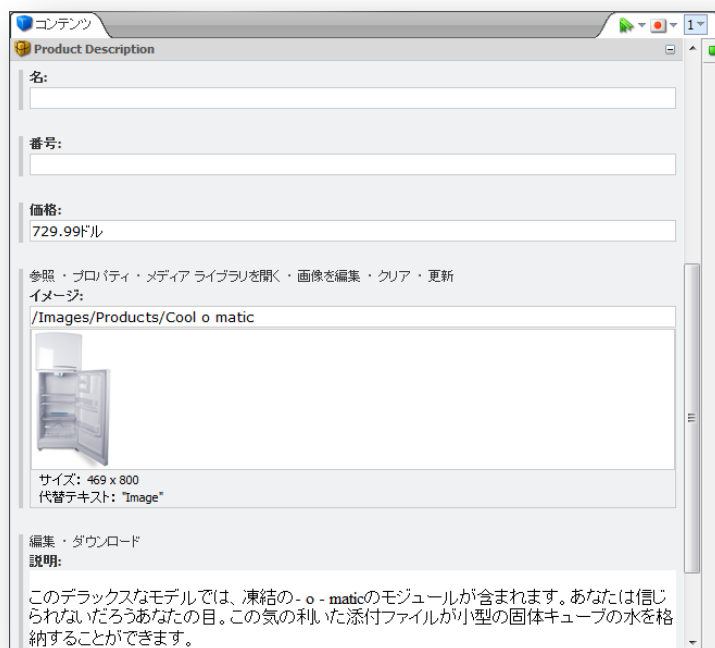 コンテンツ
1
Product Description
名:
番号:
価格:
729.99ドル
参照 ・ プロパティ ・ メディア ライブラリを開く ・ 画像を編集 ・ クリア ・ 更新
イメージ:
/Images/Products/Cool o matic
サイズ: 469 x 800
代替テキスト: "Image"
編集 ・ ダウンロード
説明:
このデラックスなモデルでは、凍結の - o - maticのモジュールが含まれます。あなたは信じ
られないだろうあなたの目。この気の利いた添付ファイルが小型の固体キューブの水を格
納することができます。